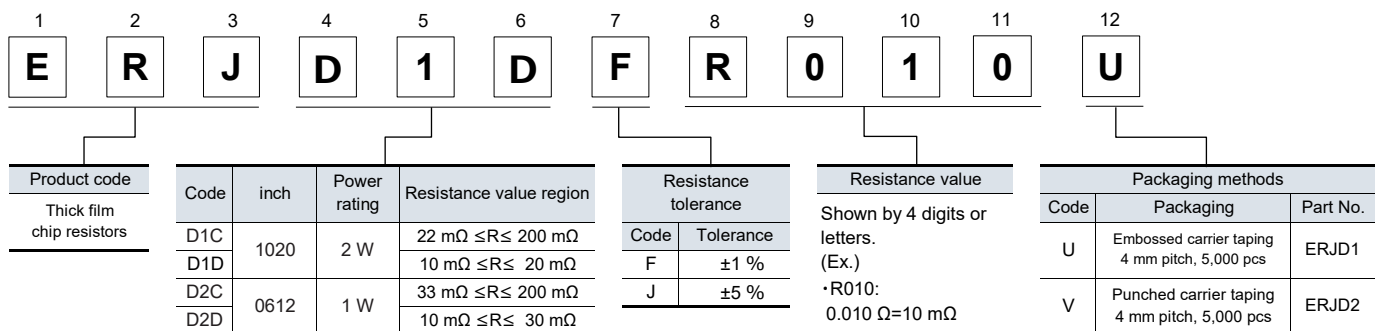 1 2 3 4 5 6 7 8 9 10 11 12
E R J D 1 D F R 0 1 0 U
Product code
Thick film
chip resistors
Code inch Power rating Resistance value region
D1C 1020 2 W 22 mΩ ≤R≤ 200 mΩ
D1D 10 mΩ ≤R≤ 20 mΩ
D2C 0612 1 W 33 mΩ ≤R≤ 200 mΩ
D2D 10 mΩ ≤R≤ 30 mΩ
Resistance
tolerance
Code Tolerance
F ±1 %
J ±5 %
Resistance value
Shown by 4 digits or
letters.
(Ex.)
・R010:
0.010 Ω=10 mΩ
Packaging methods
Code Packaging Part No.
U Embossed carrier taping
4 mm pitch, 5,000 pcs ERJD1
V Punched carrier taping
4 mm pitch, 5,000 pcs ERJD2